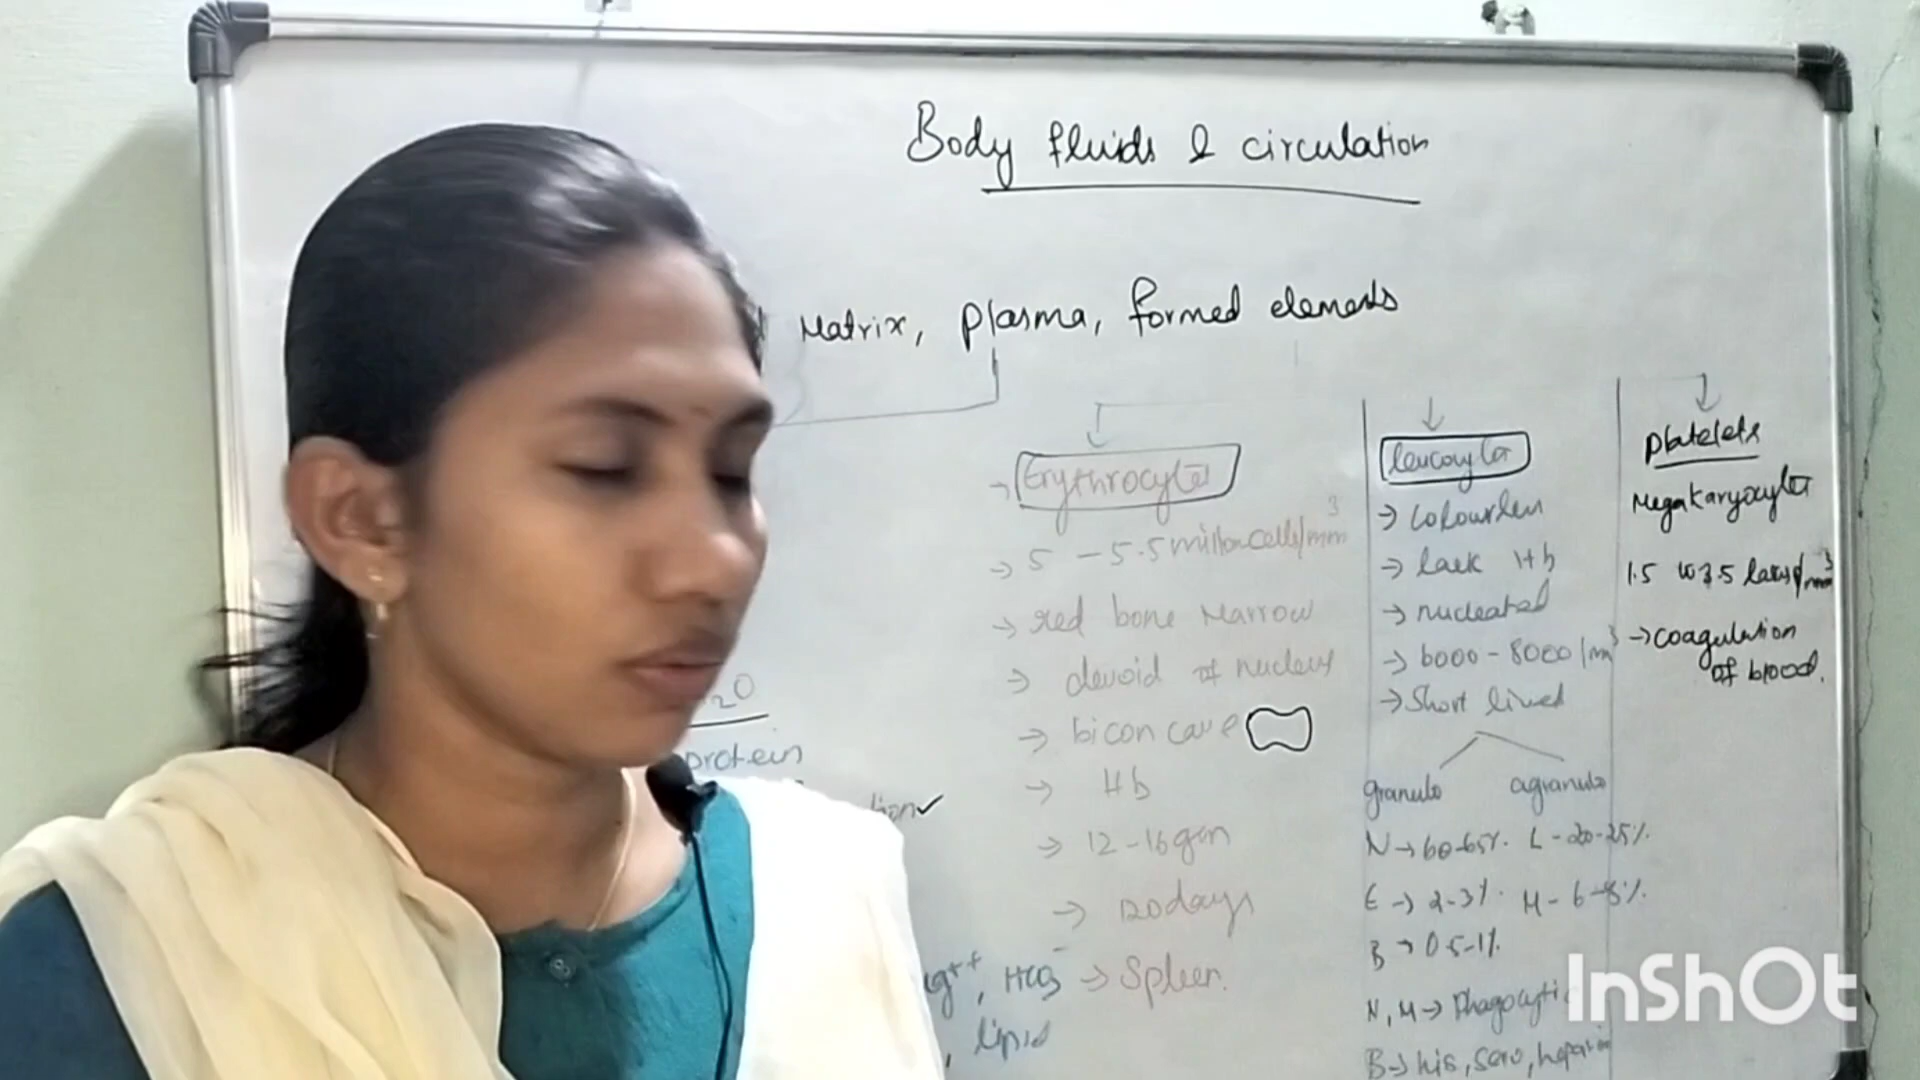 Body fluids & circulation
Matrix, plasma, formed elements
H2O
protein
Mg++, HCO3-
lipid
Erythrocytes
→ 5 - 5.5 million cells/mm3
→ red bone marrow
→ devoid of nucleus
→ biconcave
→ Hb
→ 12-16 gm
→ 120 days
→ Spleen.
leucocytes
→ colourless
→ lack Hb
→ nucleated
→ 6000 - 8000/mm3
→ Short lived
granulo agranulo
N → 60-65% L - 20-25%
E → 2-3% M - 6-8%
B → 0.5-1%
N, M → Phagocytic
B → his, sero, heparin
Platelets
Megakaryocytes
1.5 to 3.5 lakhs/mm3
→ coagulation
of blood.
InShOt